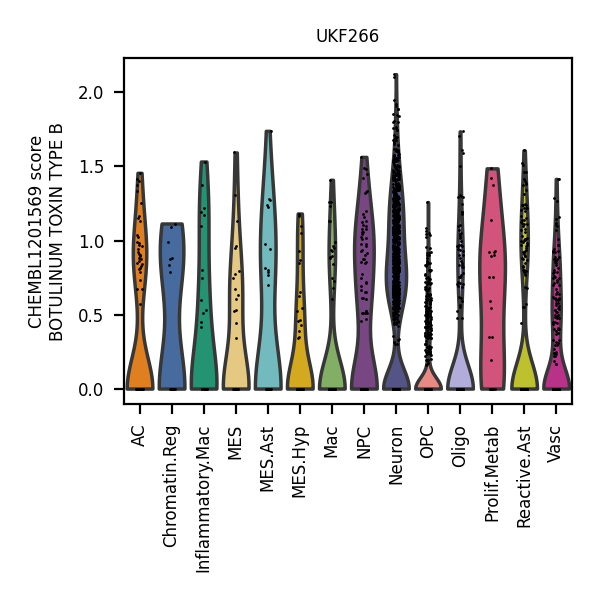 UKF266
CHEMBL1201569 score
BOTULINUM TOXIN TYPE B
2.0
1.5
1.0
0.5
0.0
AC
Chromatin.Reg
Inflammatory.Mac
MES
MES.Ast
MES.Hyp
Mac
NPC
Neuron
OPC
Oligo
Prolif.Metab
Reactive.Ast
Vasc